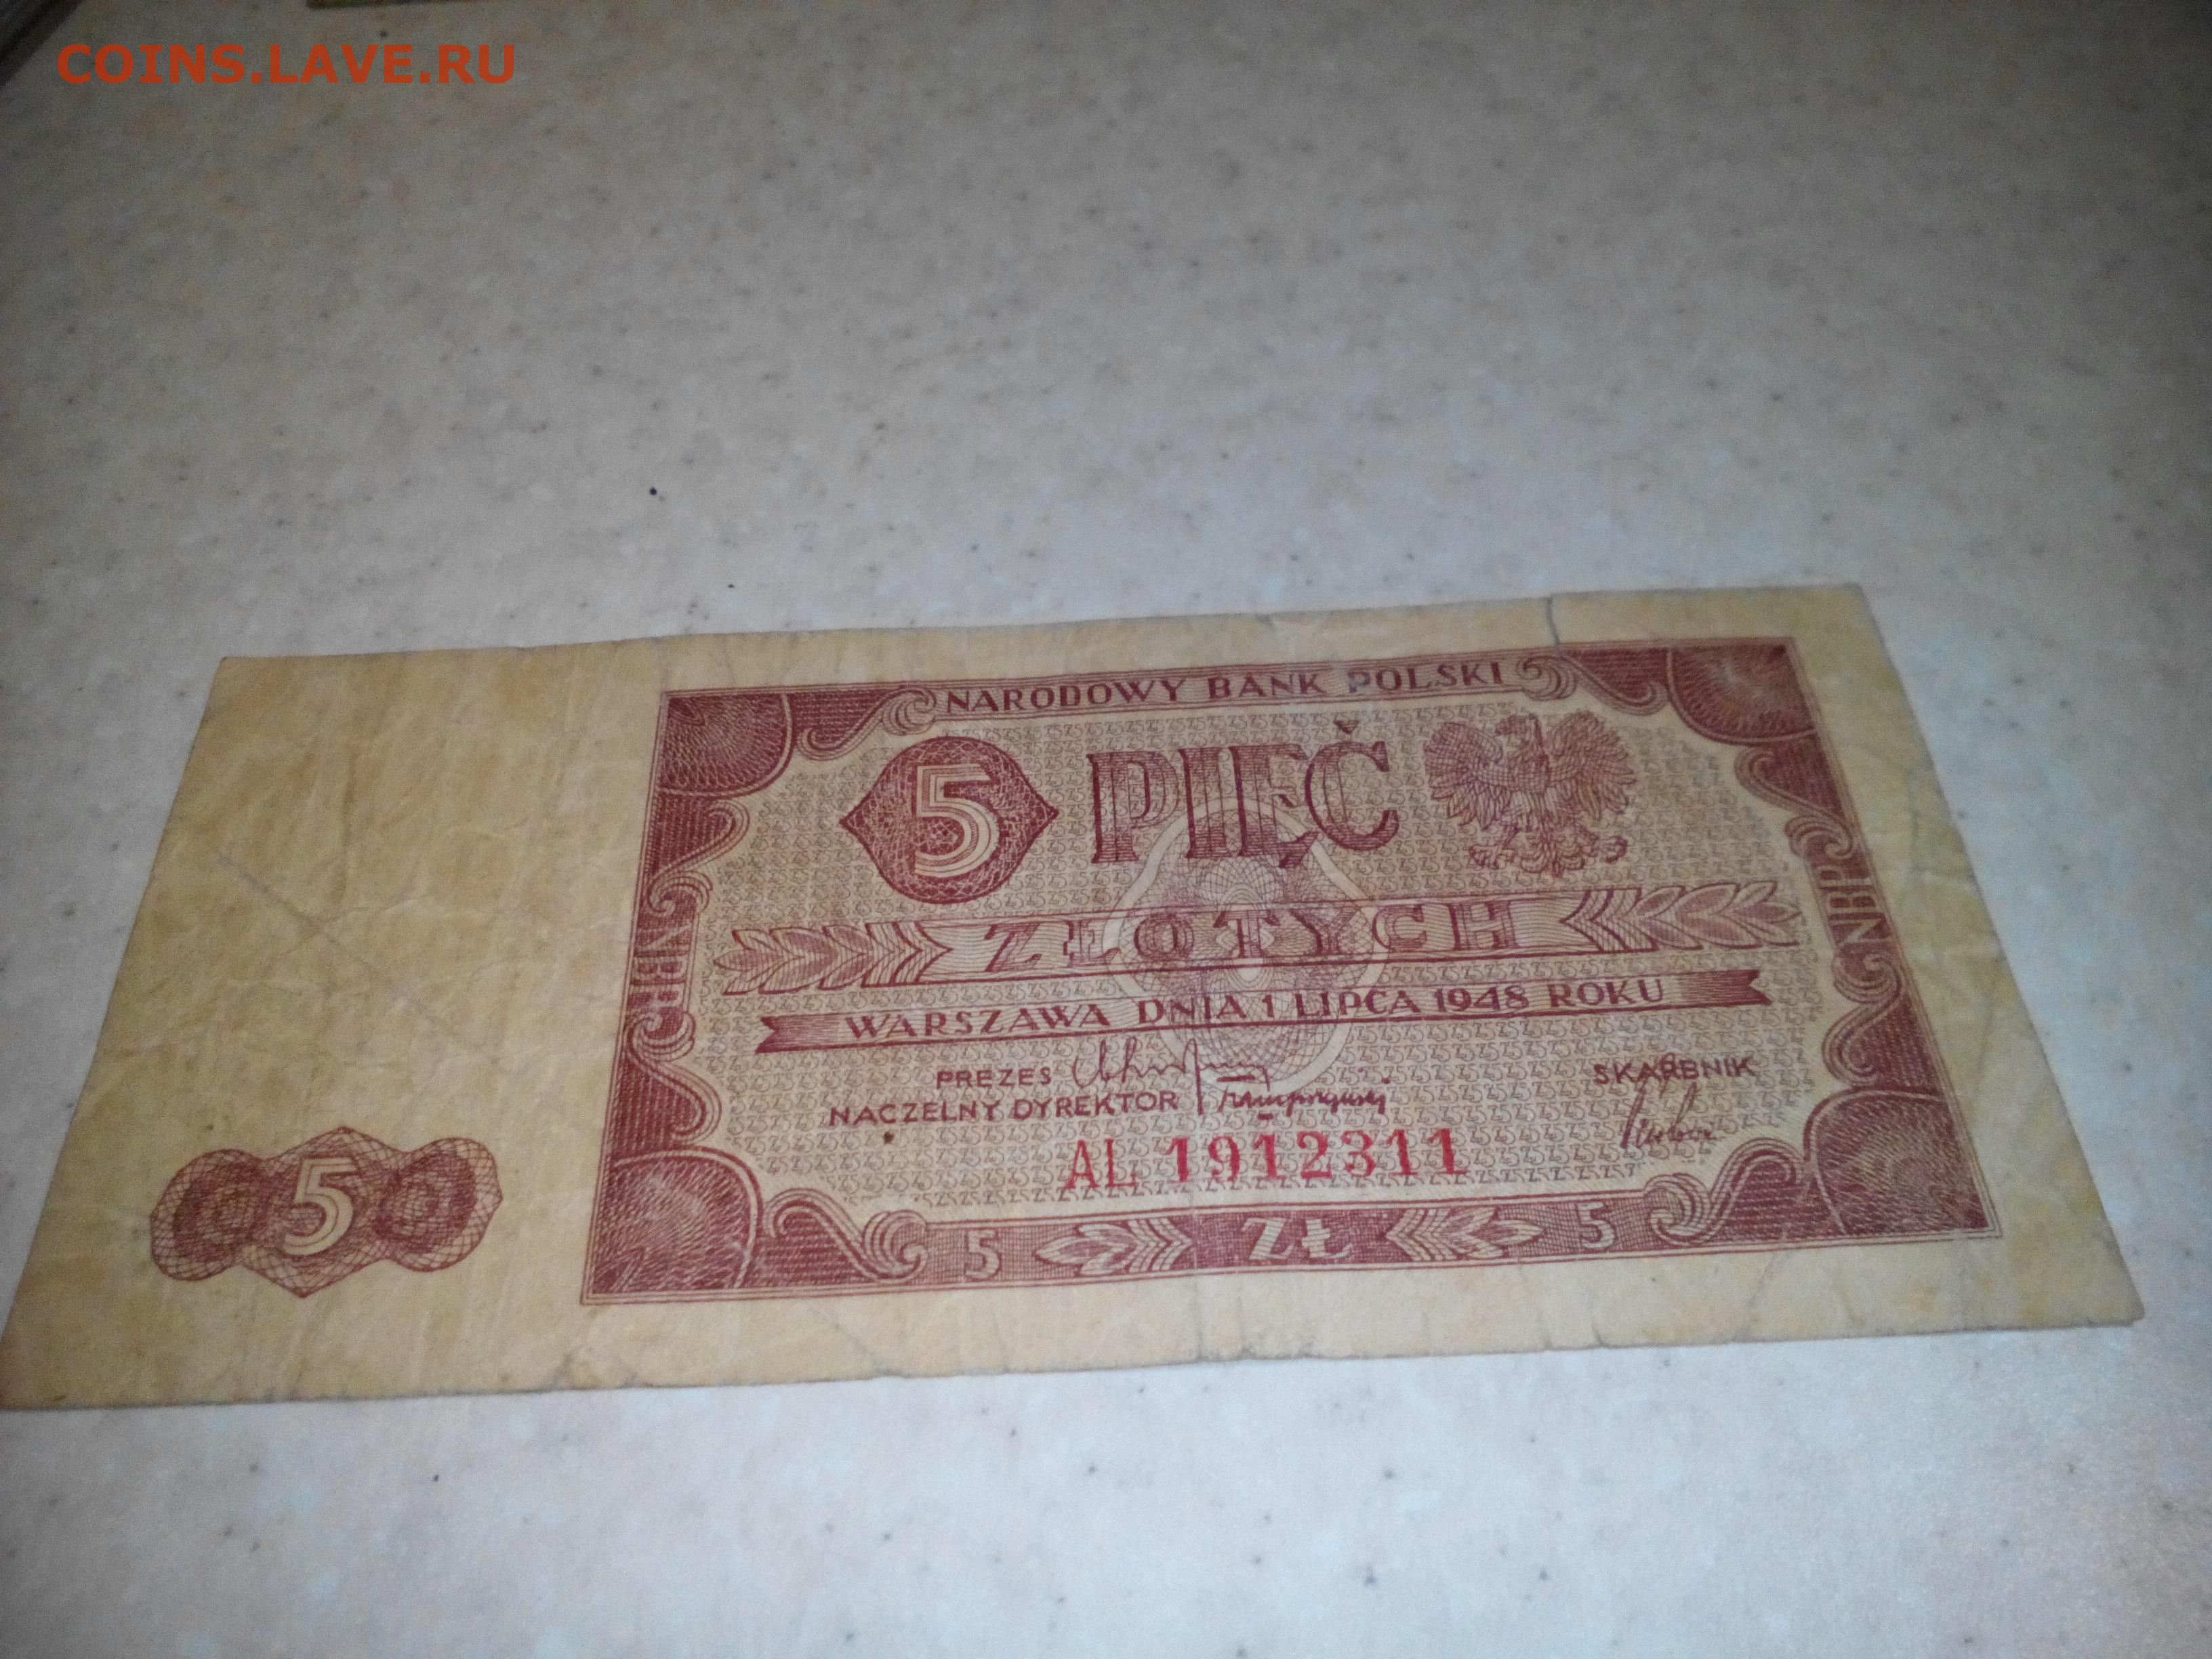 COINS.LAVE.RU
NARODOWY BANK POLSKI
5 PIĘĆ
ZŁOTYCH
WARSZAWA DNIA 1 LIPCA 1948 ROKU
PREZES
NACZELNY DYREKTOR
SKARBNIK
AL 1912311
5 ZŁ 5
NBP
NBP
5